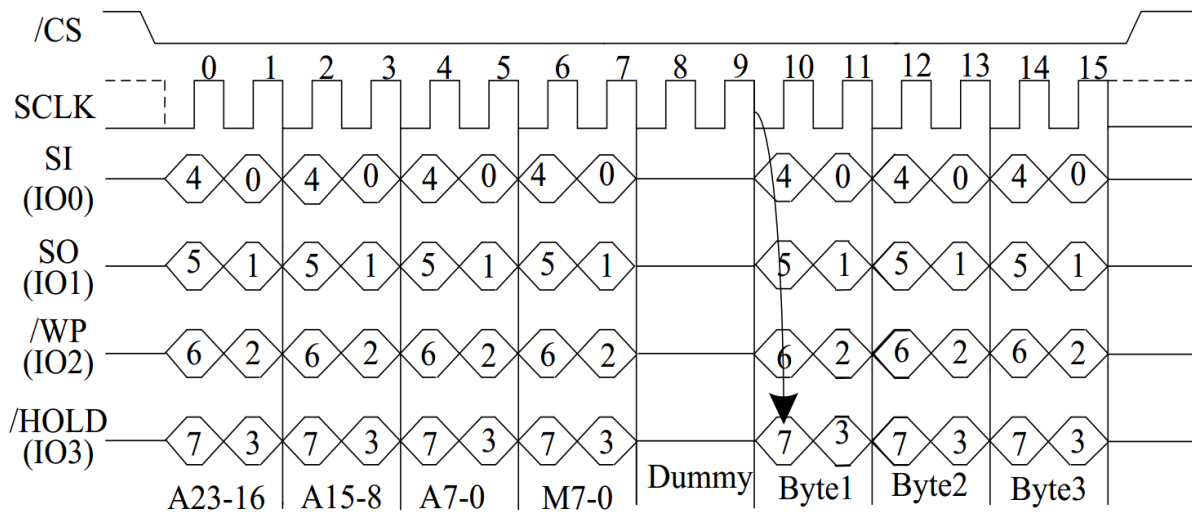 /CS
0 1 2 3 4 5 6 7 8 9 10 11 12 13 14 15
SCLK
SI
(IO0)
4 0 4 0 4 0 4 0 4 0 4 0 4 0
SO
(IO1)
5 1 5 1 5 1 5 1 5 1 5 1 5 1
/WP
(IO2)
6 2 6 2 6 2 6 2 6 2 6 2 6 2
/HOLD
(IO3)
7 3 7 3 7 3 7 3 7 3 7 3 7 3
A23-16 A15-8 A7-0 M7-0 Dummy Byte1 Byte2 Byte3